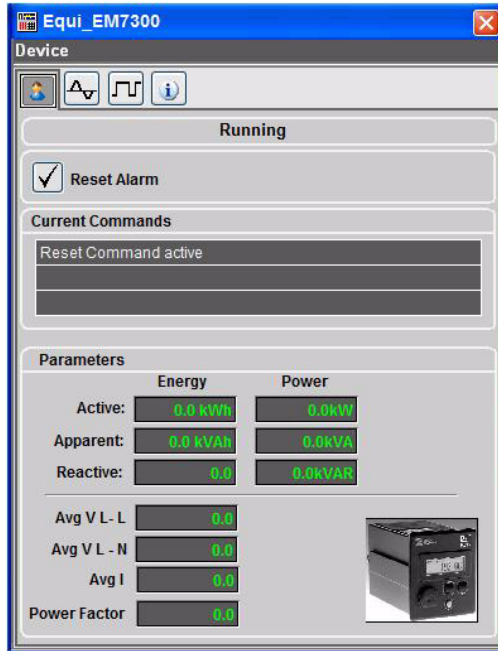 Equi_EM7300
Device
Running
Reset Alarm
Current Commands
Reset Command active
Parameters
Energy Power
Active: 0.0 kWh 0.0kW
Apparent: 0.0 kVAh 0.0kVA
Reactive: 0.0 0.0kVAR
Avg V L- L 0.0
Avg V L - N 0.0
Avg I 0.0
Power Factor 0.0